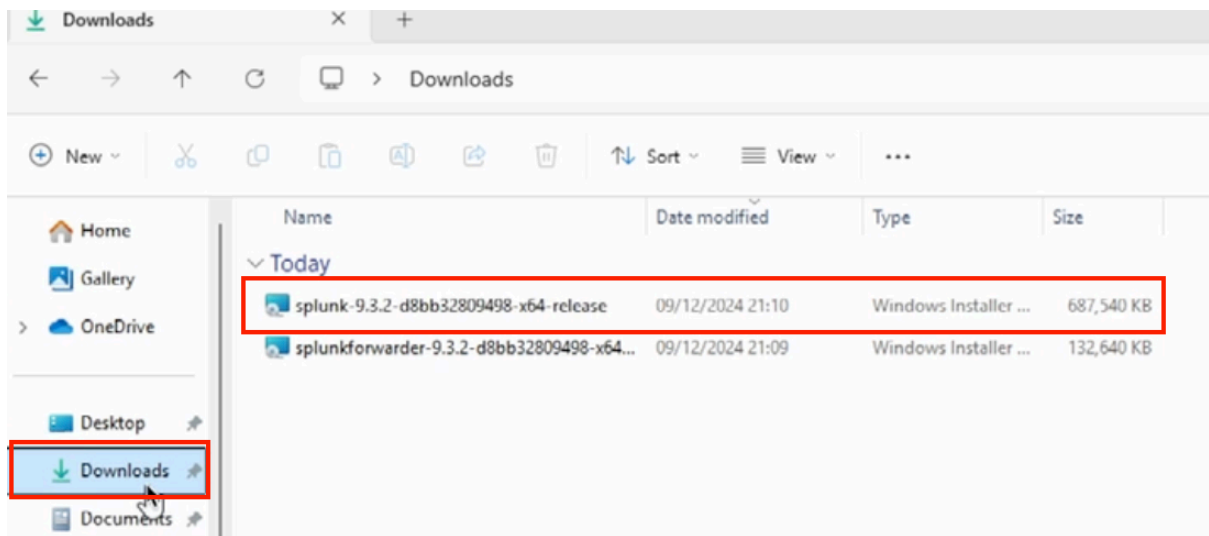 Downloads
Downloads
New
Sort
View
Name Date modified Type Size
Home
Gallery
OneDrive
Desktop
Downloads
Documents
Today
splunk-9.3.2-d8bb32809498-x64-release 09/12/2024 21:10 Windows Installer ... 687,540 KB
splunkforwarder-9.3.2-d8bb32809498-x64... 09/12/2024 21:09 Windows Installer ... 132,640 KB